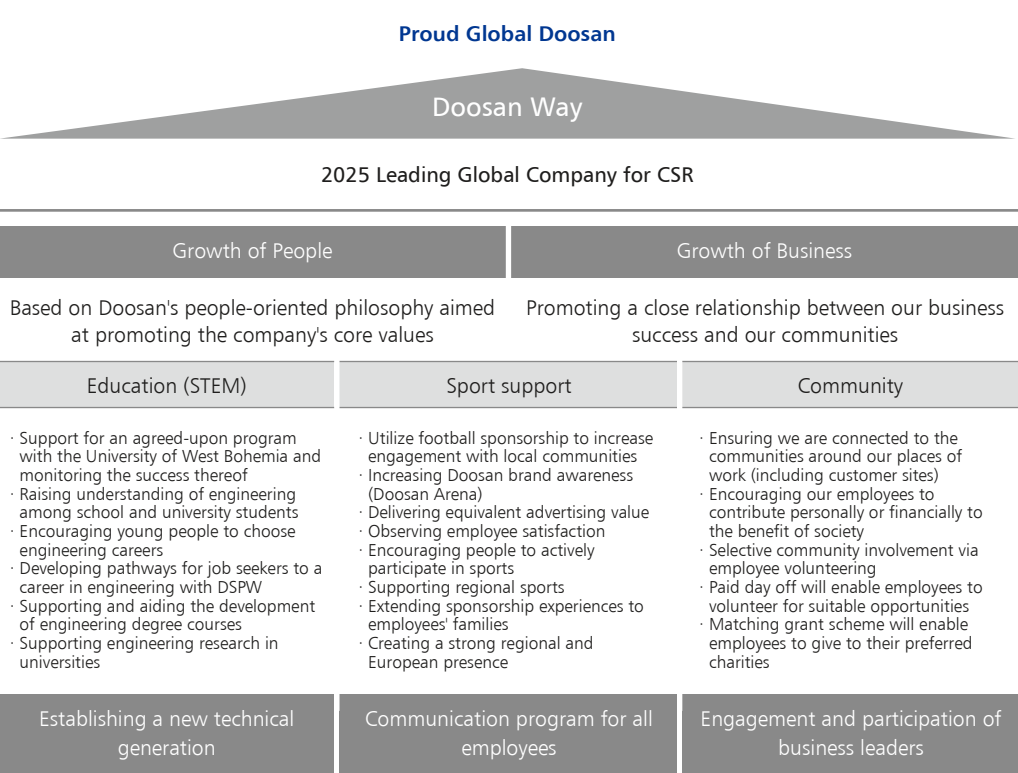 Proud Global Doosan
Doosan Way
2025 Leading Global Company for CSR
Growth of People
Growth of Business
Based on Doosan's people-oriented philosophy aimed
at promoting the company's core values
Promoting a close relationship between our business
success and our communities
Education (STEM)
Sport support
Community
· Support for an agreed-upon program
with the University of West Bohemia and
monitoring the success thereof
· Raising understanding of engineering
among school and university students
· Encouraging young people to choose
engineering careers
· Developing pathways for job seekers to a
career in engineering with DSPW
· Supporting and aiding the development
of engineering degree courses
· Supporting engineering research in
universities
· Utilize football sponsorship to increase
engagement with local communities
· Increasing Doosan brand awareness
(Doosan Arena)
· Delivering equivalent advertising value
· Observing employee satisfaction
· Encouraging people to actively
participate in sports
· Supporting regional sports
· Extending sponsorship experiences to
employees' families
· Creating a strong regional and
European presence
· Ensuring we are connected to the
communities around our places of
work (including customer sites)
· Encouraging our employees to
contribute personally or financially to
the benefit of society
· Selective community involvement via
employee volunteering
· Paid day off will enable employees to
volunteer for suitable opportunities
· Matching grant scheme will enable
employees to give to their preferred
charities
Establishing a new technical
generation
Communication program for all
employees
Engagement and participation of
business leaders